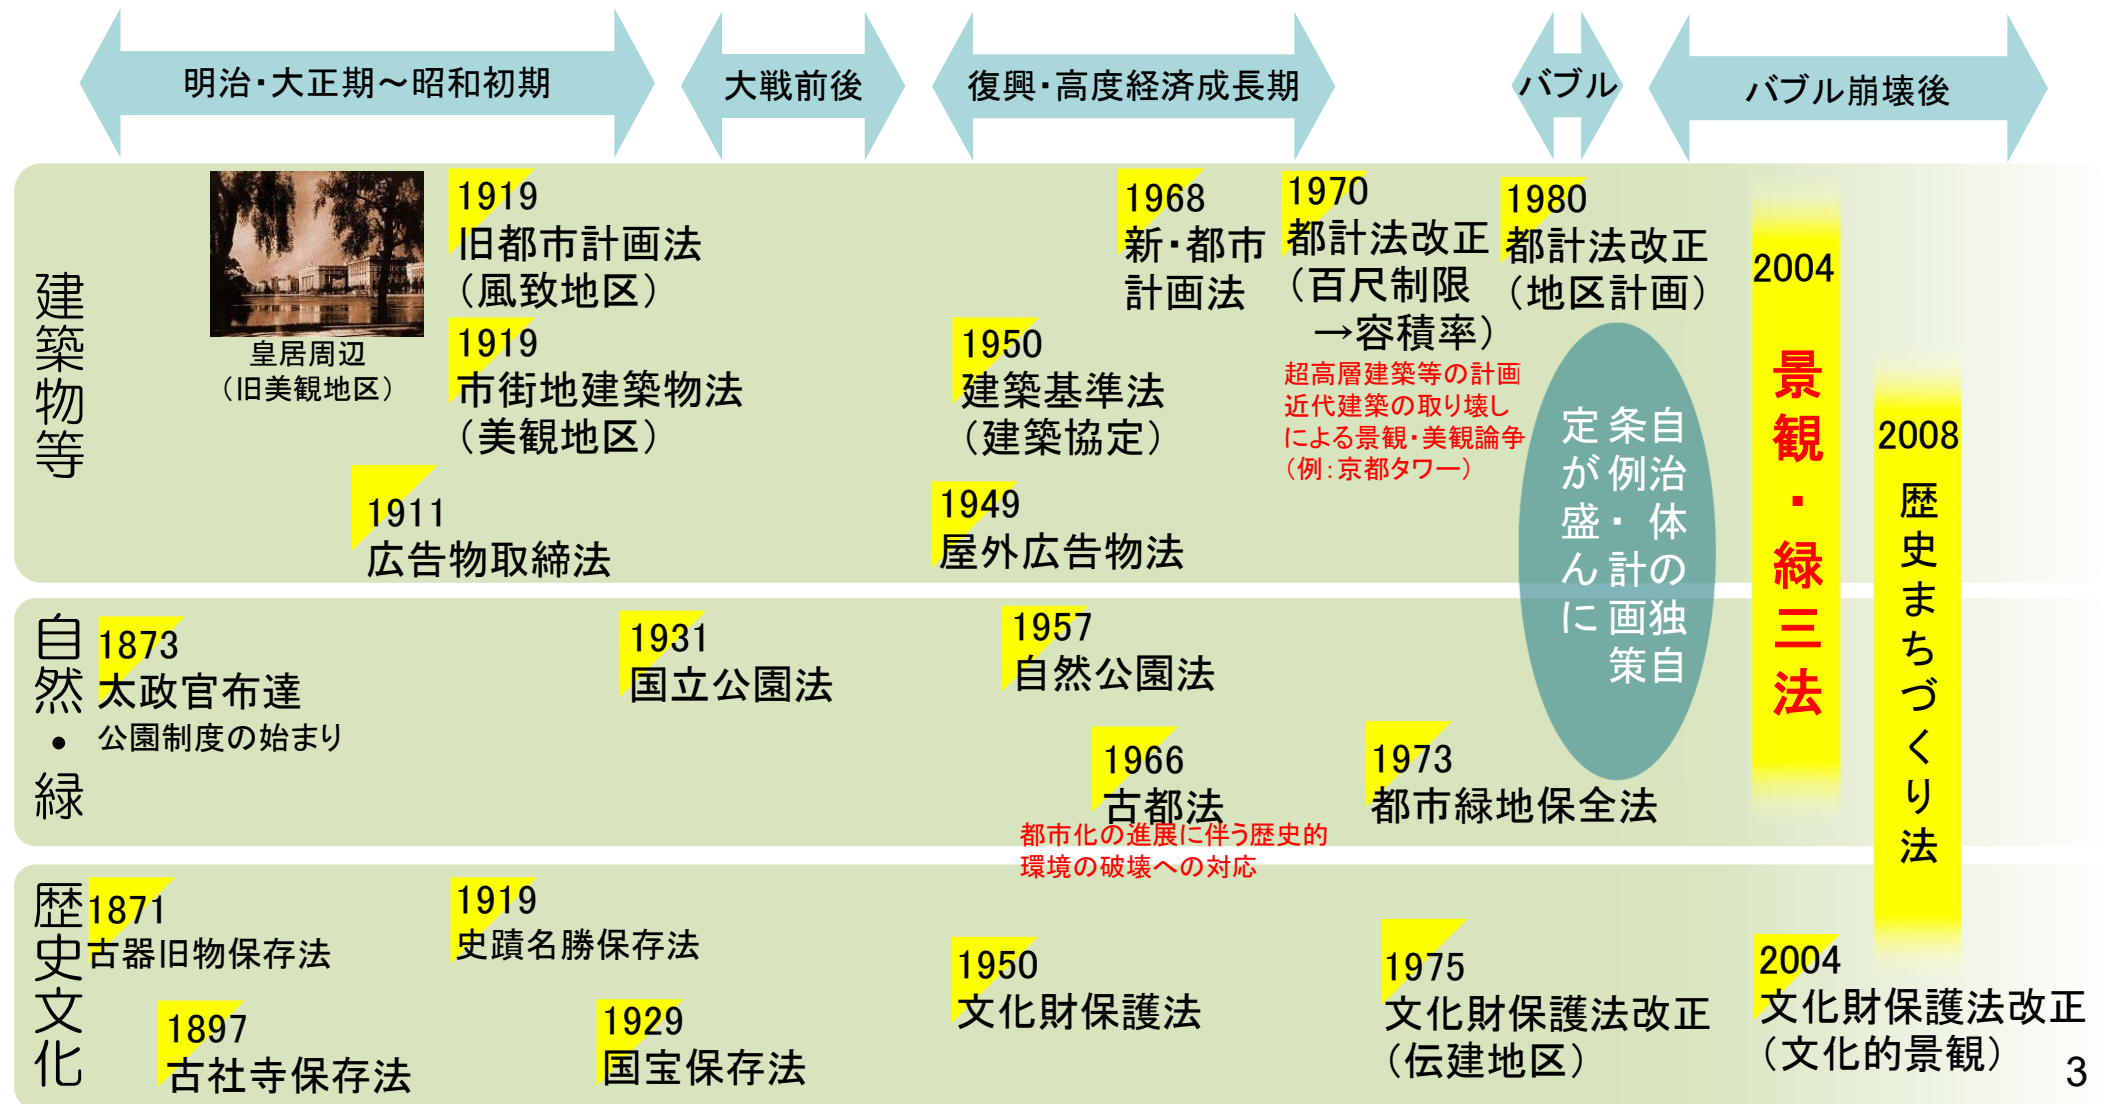 明治・大正期～昭和初期
大戦前後
復興・高度経済成長期
バブル
バブル崩壊後
建築物等
皇居周辺
（旧美観地区）
1919
旧都市計画法
（風致地区）
1919
市街地建築物法
（美観地区）
1911
広告物取締法
1950
建築基準法
（建築協定）
1949
屋外広告物法
1968
新・都市
計画法
1970
都計法改正
（百尺制限
→容積率）
超高層建築等の計画
近代建築の取り壊し
による景観・美観論争
（例：京都タワー）
1980
都計法改正
（地区計画）
自治体の独自
条例・計画策
定が盛んに
2004
景観・緑三法
2008
歴史まちづくり法
自然・緑
1873
太政官布達
公園制度の始まり
1931
国立公園法
1957
自然公園法
1966
古都法
都市化の進展に伴う歴史的
環境の破壊への対応
1973
都市緑地保全法
歴史文化
1871
古器旧物保存法
1897
古社寺保存法
1919
史蹟名勝保存法
1929
国宝保存法
1950
文化財保護法
1975
文化財保護法改正
（伝建地区）
2004
文化財保護法改正
（文化的景観）
3